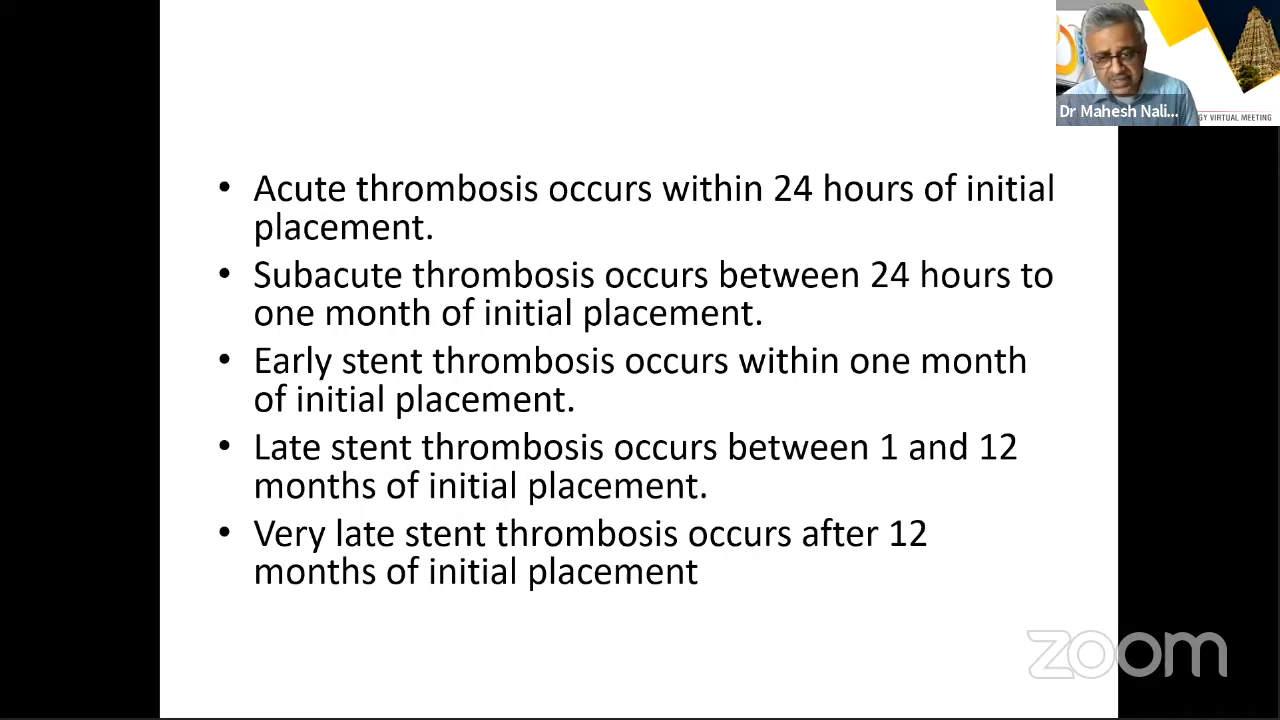 Dr Mahesh Nali...
GY VIRTUAL MEETING
• Acute thrombosis occurs within 24 hours of initial
placement.
• Subacute thrombosis occurs between 24 hours to
one month of initial placement.
• Early stent thrombosis occurs within one month
of initial placement.
• Late stent thrombosis occurs between 1 and 12
months of initial placement.
• Very late stent thrombosis occurs after 12
months of initial placement
zoom